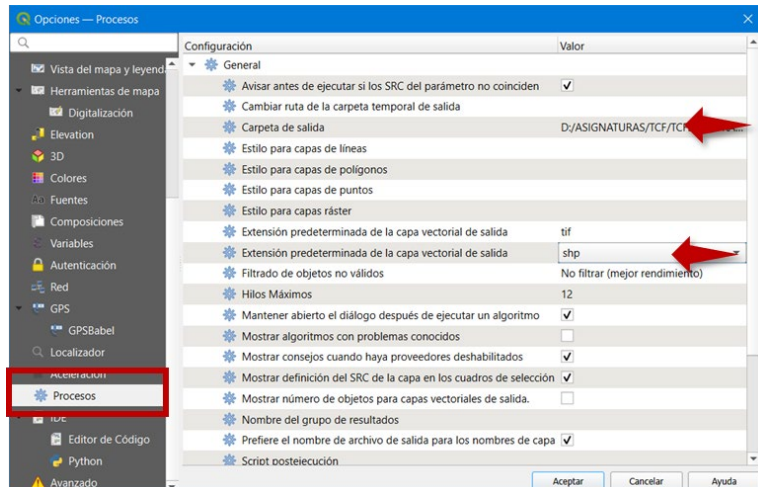 Opciones — Procesos
Configuración Valor
Vista del mapa y leyend
Herramientas de mapa
Digitalización
Elevation
3D
Colores
Fuentes
Composiciones
Variables
Autenticación
Red
GPS
GPSBabel
Localizador
Aceleración
Procesos
IDE
Editor de Código
Python
Avanzado
General
Avisar antes de ejecutar si los SRC del parámetro no coinciden
Cambiar ruta de la carpeta temporal de salida
Carpeta de salida D:/ASIGNATURAS/TCF/
Estilo para capas de líneas
Estilo para capas de polígonos
Estilo para capas de puntos
Estilo para capas ráster
Extensión predeterminada de la capa vectorial de salida tif
Extensión predeterminada de la capa vectorial de salida shp
Filtrado de objetos no válidos No filtrar (mejor rendimiento)
Hilos Máximos 12
Mantener abierto el diálogo después de ejecutar un algoritmo
Mostrar algoritmos con problemas conocidos
Mostrar consejos cuando haya proveedores deshabilitados
Mostrar definición del SRC de la capa en los cuadros de selección
Mostrar número de objetos para capas vectoriales de salida.
Nombre del grupo de resultados
Prefiere el nombre de archivo de salida para los nombres de capa
Script postejecución
Aceptar Cancelar Ayuda